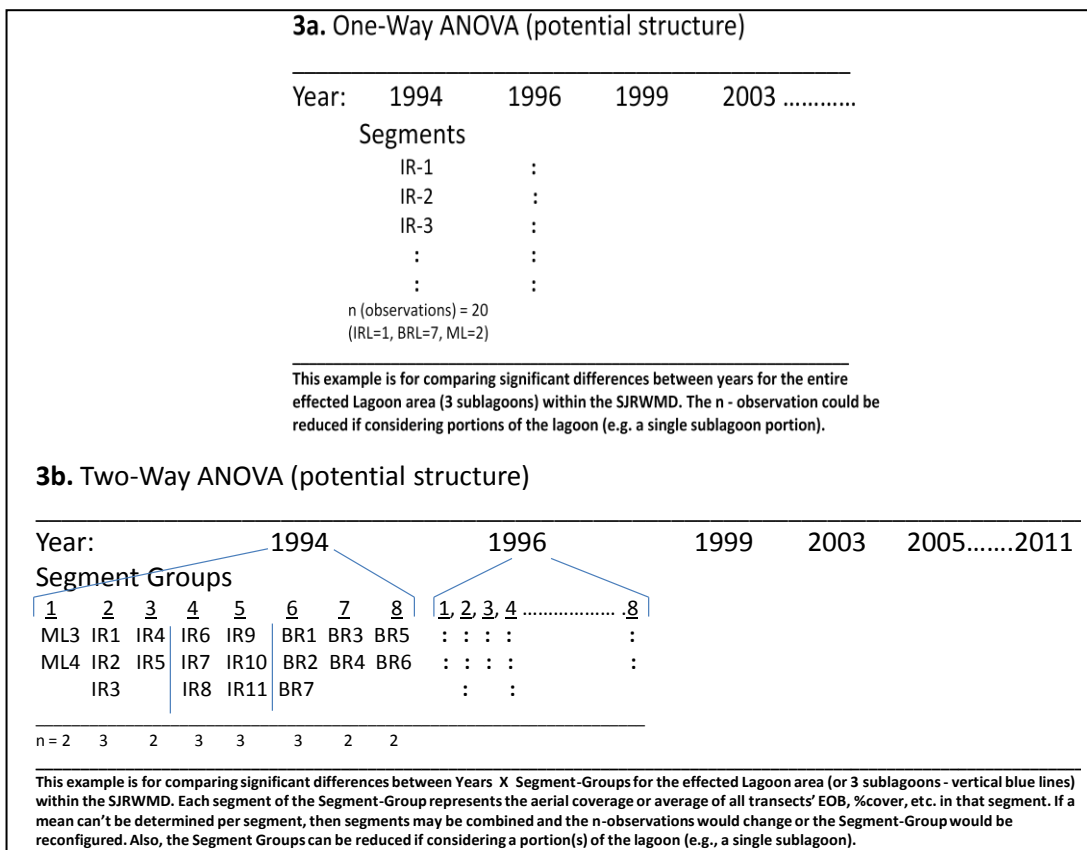 3a. One-Way ANOVA (potential structure)
Year: 1994 1996 1999 2003 ............
Segments
IR-1 :
IR-2 :
IR-3 :
: :
: :
n (observations) = 20
(IRL=1, BRL=7, ML=2)
This example is for comparing significant differences between years for the entire
effected Lagoon area (3 sublagoons) within the SJRWMD. The n - observation could be
reduced if considering portions of the lagoon (e.g. a single sublagoon portion).
3b. Two-Way ANOVA (potential structure)
Year: 1994 1996 1999 2003 2005.......2011
Segment Groups
1 2 3 4 5 6 7 8 1, 2, 3, 4 .................. .8
ML3 IR1 IR4 IR6 IR9 BR1 BR3 BR5 : : : : :
ML4 IR2 IR5 IR7 IR10 BR2 BR4 BR6 : : : : :
IR3 IR8 IR11 BR7 : :
n = 2 3 2 3 3 3 2 2
This example is for comparing significant differences between Years X Segment-Groups for the effected Lagoon area (or 3 sublagoons - vertical blue lines)
within the SJRWMD. Each segment of the Segment-Group represents the aerial coverage or average of all transects' EOB, %cover, etc. in that segment. If a
mean can't be determined per segment, then segments may be combined and the n-observations would change or the Segment-Group would be
reconfigured. Also, the Segment Groups can be reduced if considering a portion(s) of the lagoon (e.g., a single sublagoon).